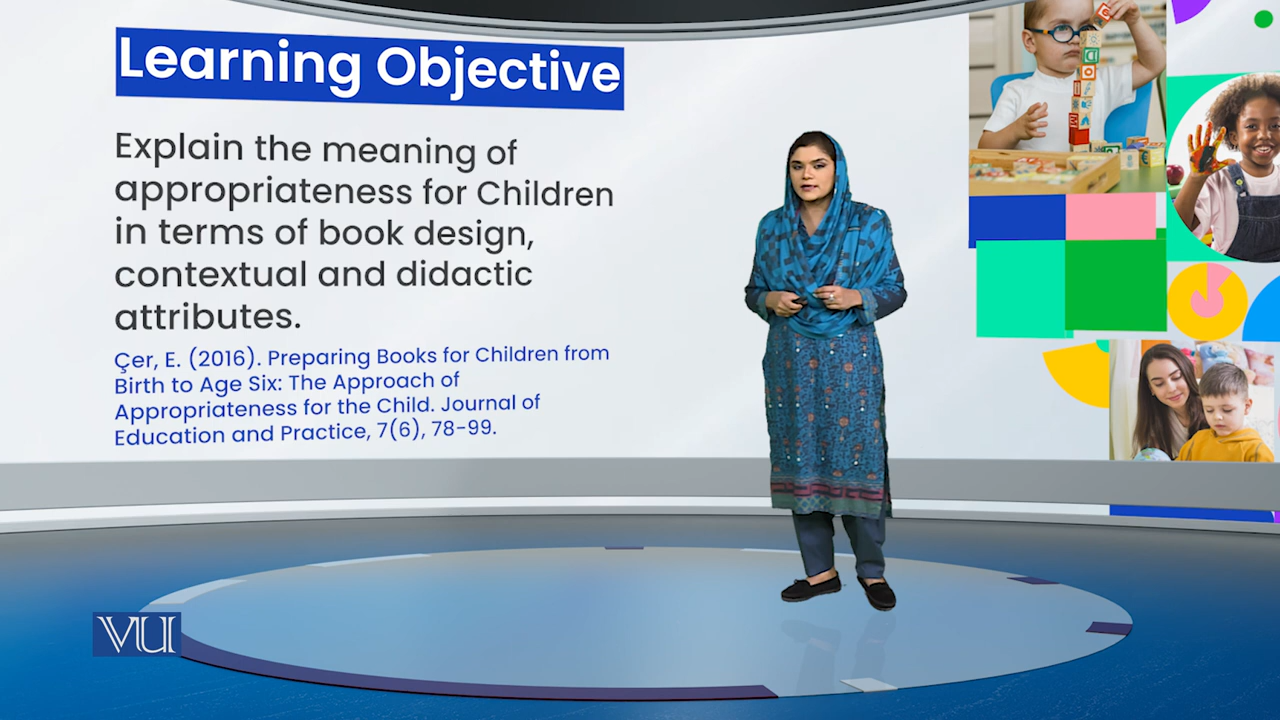 Learning Objective
Explain the meaning of
appropriateness for Children
in terms of book design,
contextual and didactic
attributes.
Çer, E. (2016). Preparing Books for Children from
Birth to Age Six: The Approach of
Appropriateness for the Child. Journal of
Education and Practice, 7(6), 78-99.
VU